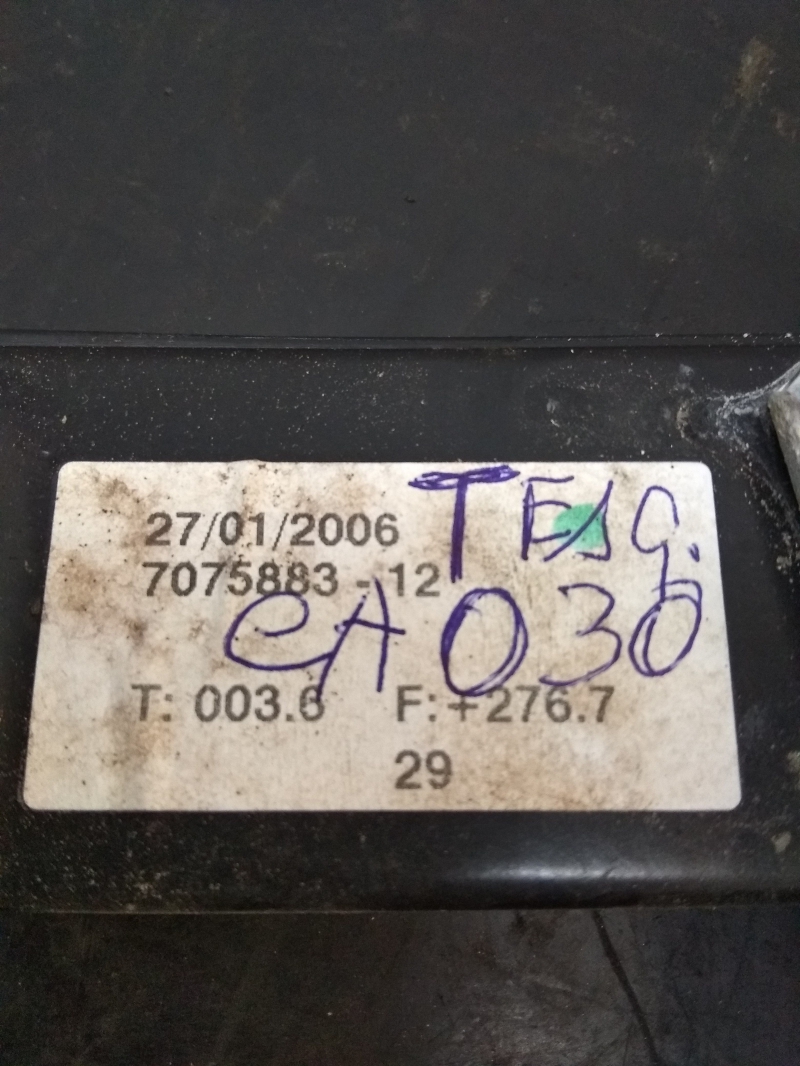 27/01/2006
7075883 - 12
CA030
T: 003.6 F: +276.7
29